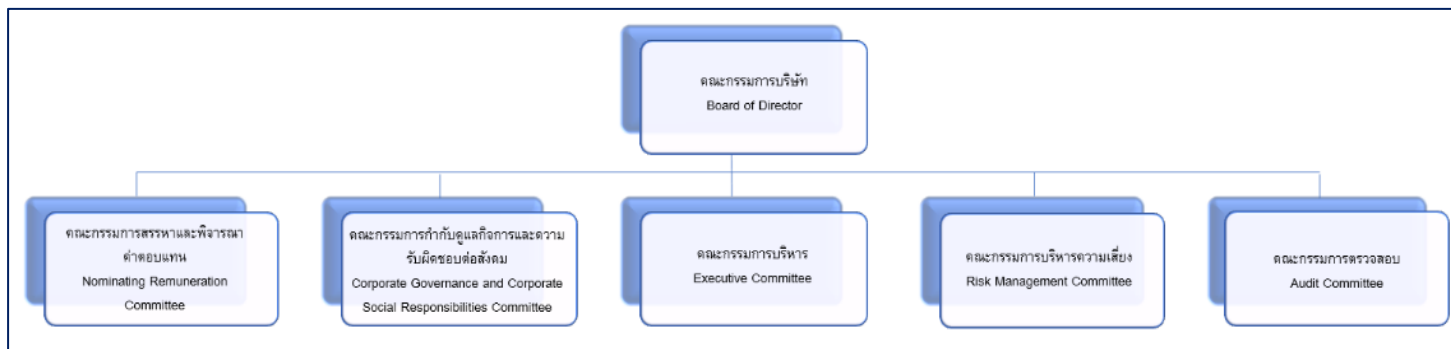 คณะกรรมการบริษัท
Board of Director
คณะกรรมการสรรหาและพิจารณา
ค่าตอบแทน
Nominating Remuneration
Committee
คณะกรรมการกำกับดูแลกิจการและความ
รับผิดชอบต่อสังคม
Corporate Governance and Corporate
Social Responsibilities Committee
คณะกรรมการบริหาร
Executive Committee
คณะกรรมการบริหารความเสี่ยง
Risk Management Committee
คณะกรรมการตรวจสอบ
Audit Committee